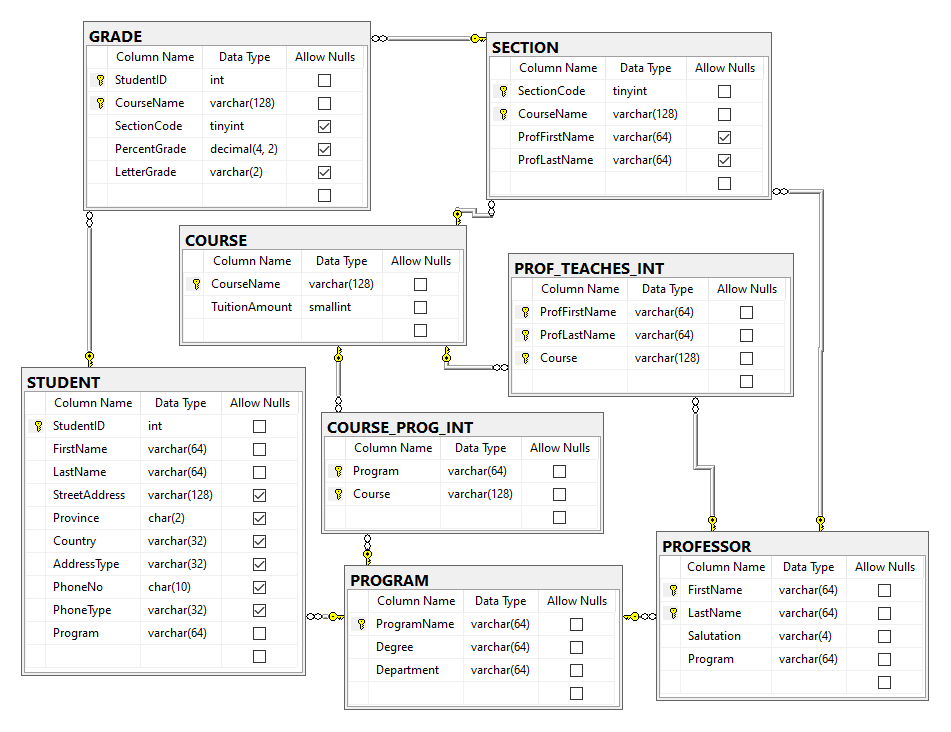 GRADE
Column Name Data Type Allow Nulls
StudentID int
CourseName varchar(128)
SectionCode tinyint
PercentGrade decimal(4, 2)
LetterGrade varchar(2)
SECTION
Column Name Data Type Allow Nulls
SectionCode tinyint
CourseName varchar(128)
ProfFirstName varchar(64)
ProfLastName varchar(64)
COURSE
Column Name Data Type Allow Nulls
CourseName varchar(128)
TuitionAmount smallint
PROF_TEACHES_INT
Column Name Data Type Allow Nulls
ProfFirstName varchar(64)
ProfLastName varchar(64)
Course varchar(128)
STUDENT
Column Name Data Type Allow Nulls
StudentID int
FirstName varchar(64)
LastName varchar(64)
StreetAddress varchar(128)
Province char(2)
Country varchar(32)
AddressType varchar(32)
PhoneNo char(10)
PhoneType varchar(32)
Program varchar(64)
COURSE_PROG_INT
Column Name Data Type Allow Nulls
Program varchar(64)
Course varchar(128)
PROGRAM
Column Name Data Type Allow Nulls
ProgramName varchar(64)
Degree varchar(64)
Department varchar(64)
PROFESSOR
Column Name Data Type Allow Nulls
FirstName varchar(64)
LastName varchar(64)
Salutation varchar(4)
Program varchar(64)